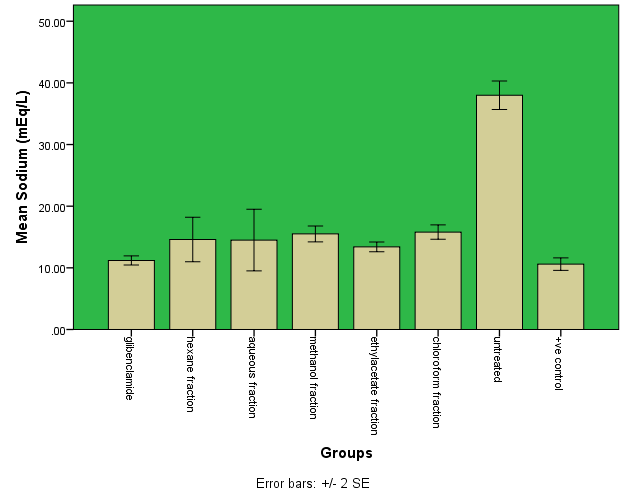 50.00
40.00
30.00
20.00
10.00
.00
Mean Sodium (mEq/L)
glibenclamide
hexane fraction
aqueous fraction
methanol fraction
ethylacetate fraction
chloroform fraction
untreated
+ve control
Groups
Error bars: +/- 2 SE